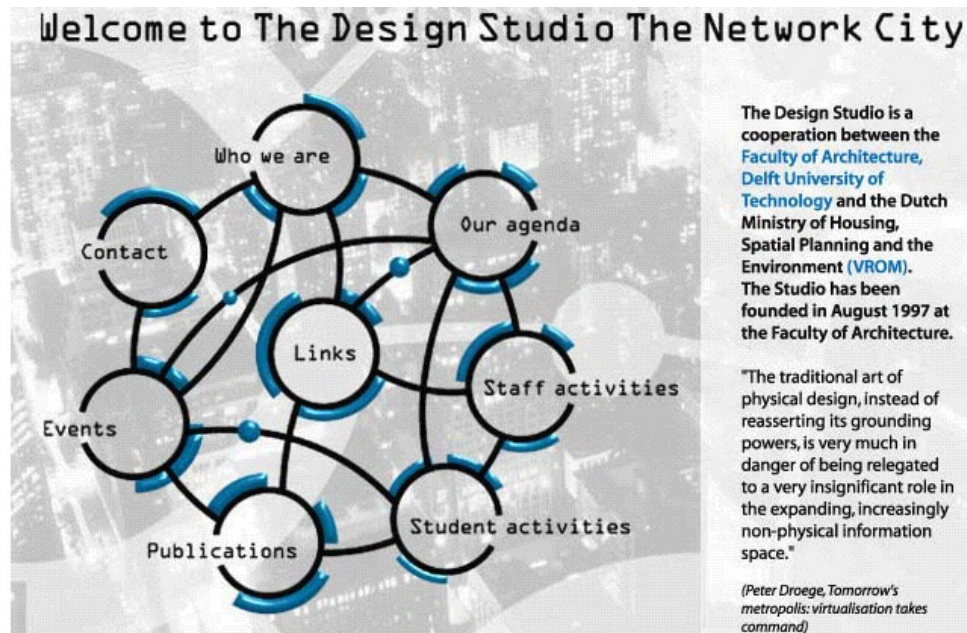 Welcome to The Design Studio The Network City
Who we are
Our agenda
Contact
Links
Staff activities
Events
Student activities
Publications
The Design Studio is a
cooperation between the
Faculty of Architecture,
Delft University of
Technology and the Dutch
Ministry of Housing,
Spatial Planning and the
Environment (VROM).
The Studio has been
founded in August 1997 at
the Faculty of Architecture.
"The traditional art of
physical design, instead of
reasserting its grounding
powers, is very much in
danger of being relegated
to a very insignificant role in
the expanding, increasingly
non-physical information
space."
(Peter Droege, Tomorrow's
metropolis: virtualisation takes
command)